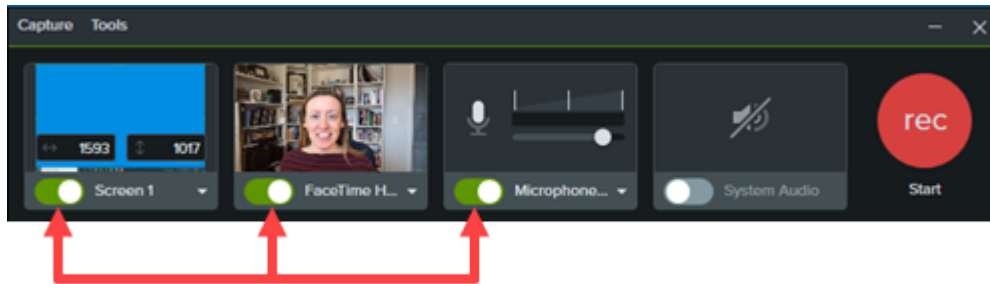 Capture Tools
1593 1017
rec
Screen 1 FaceTime H... Microphone... System Audio Start